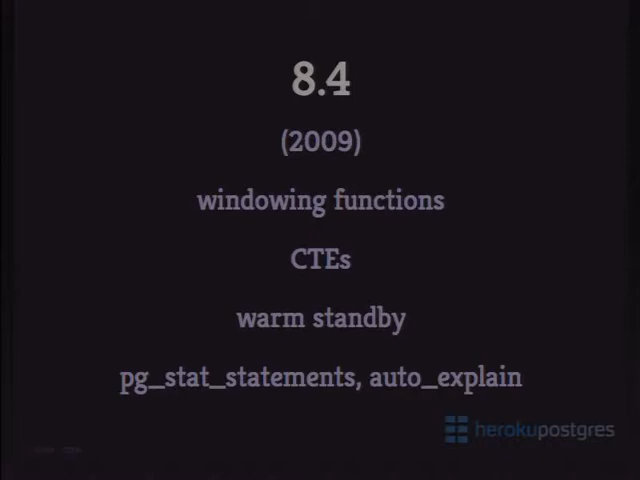 8.4
(2009)
windowing functions
CTEs
warm standby
pg_stat_statements, auto_explain
herokupostgres